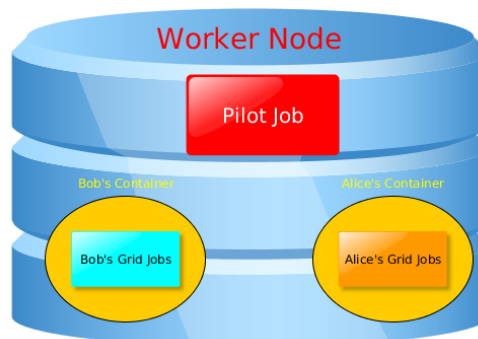 Worker Node
Pilot Job
Bob's Container
Alice's Container
Bob's Grid Jobs
Alice's Grid Jobs